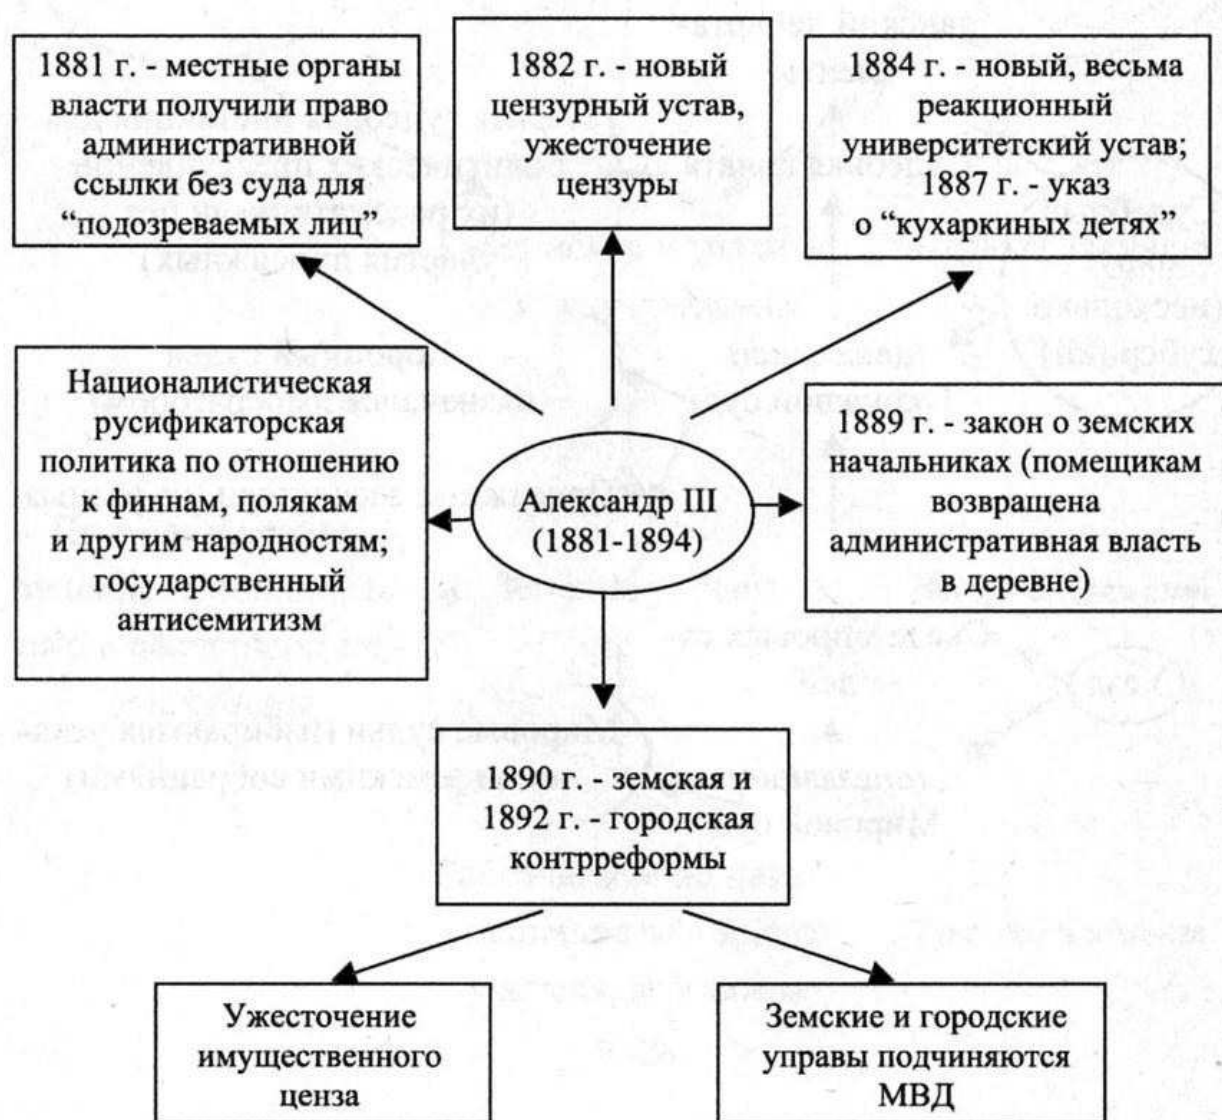 1881 г. - местные органы
власти получили право
административной
ссылки без суда для
“подозреваемых лиц”
1882 г. - новый
цензурный устав,
ужесточение
цензуры
1884 г. - новый, весьма
реакционный
университетский устав;
1887 г. - указ
о “кухаркиных детях”
Националистическая
русификаторская
политика по отношению
к финнам, полякам
и другим народностям;
государственный
антисемитизм
Александр III
(1881-1894)
1889 г. - закон о земских
начальниках (помещикам
возвращена
административная власть
в деревне)
1890 г. - земская и
1892 г. - городская
контрреформы
Ужесточение
имущественного
ценза
Земские и городские
управы подчиняются
МВД